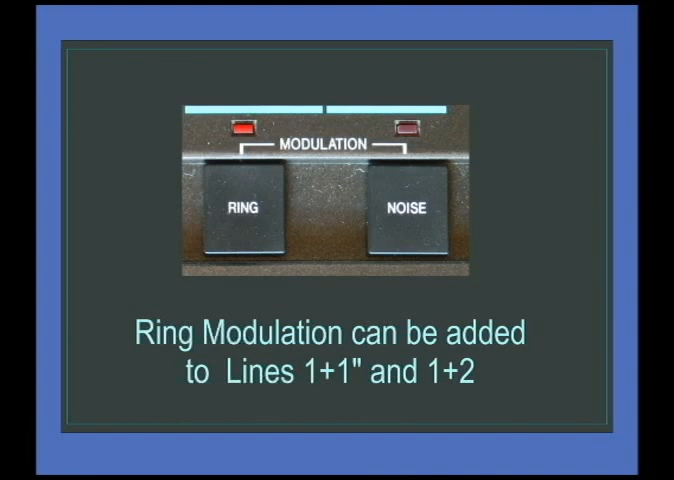 MODULATION
RING NOISE
Ring Modulation can be added
to Lines 1+1" and 1+2